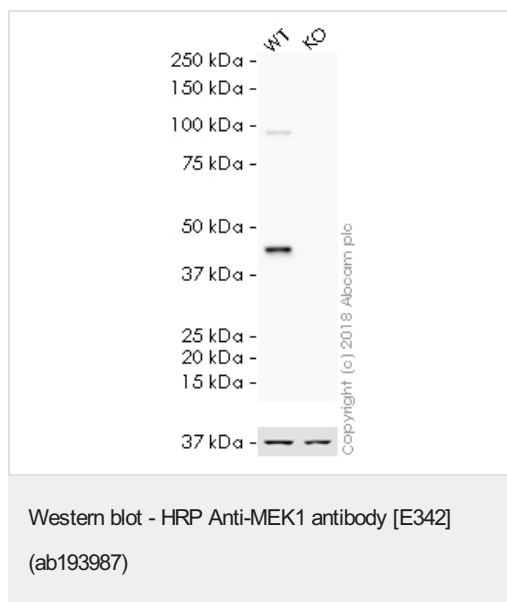 WT KO
250 kDa -
150 kDa -
100 kDa -
75 kDa -
50 kDa -
37 kDa -
25 kDa -
20 kDa -
15 kDa -
37 kDa -
Copyright (c) 2018 Abcam plc
Western blot - HRP Anti-MEK1 antibody [E342]
(ab193987)